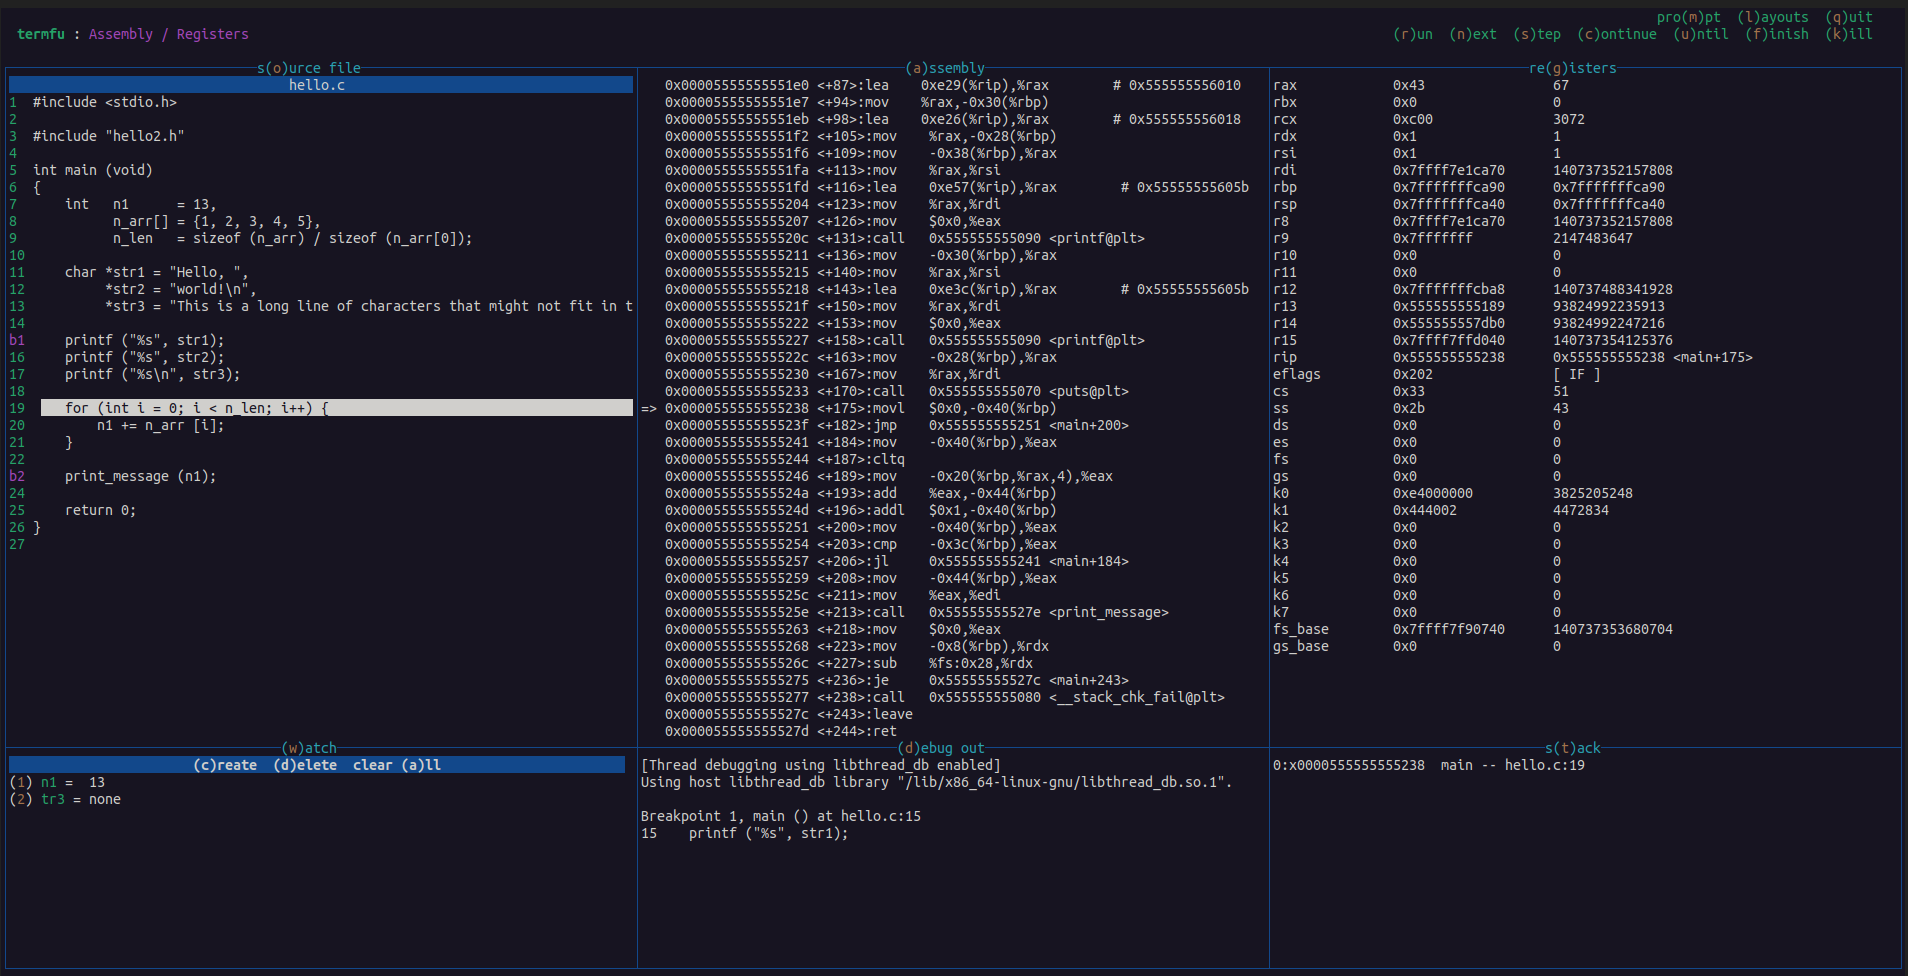 pro(m)pt (l)ayouts (q)uit
termfu : Assembly / Registers
(r)un (n)ext (s)tep (c)ontinue (u)ntil (f)inish (k)ill
s(o)urce file
hello.c
1 #include <stdio.h>
2
3 #include "hello2.h"
4
5 int main (void)
6 {
7     int   n1      = 13,
8           n_arr[] = {1, 2, 3, 4, 5},
9           n_len   = sizeof (n_arr) / sizeof (n_arr[0]);
10
11     char *str1 = "Hello, ",
12          *str2 = "world!\n",
13          *str3 = "This is a long line of characters that might not fit in t
14
b1     printf ("%s", str1);
16     printf ("%s", str2);
17     printf ("%s\n", str3);
18
19     for (int i = 0; i < n_len; i++) {
20         n1 += n_arr [i];
21     }
22
b2     print_message (n1);
24
25     return 0;
26 }
27
(a)ssembly
0x00005555555551e0 <+87>:lea    0xe29(%rip),%rax        # 0x555555556010
0x00005555555551e7 <+94>:mov    %rax,-0x30(%rbp)
0x00005555555551eb <+98>:lea    0xe26(%rip),%rax        # 0x555555556018
0x00005555555551f2 <+105>:mov   %rax,-0x28(%rbp)
0x00005555555551f6 <+109>:mov   -0x38(%rbp),%rax
0x00005555555551fa <+113>:mov   %rax,%rsi
0x00005555555551fd <+116>:lea   0xe57(%rip),%rax        # 0x55555555605b
0x0000555555555204 <+123>:mov   %rax,%rdi
0x0000555555555207 <+126>:mov   $0x0,%eax
0x000055555555520c <+131>:call   0x555555555090 <printf@plt>
0x0000555555555211 <+136>:mov   -0x30(%rbp),%rax
0x0000555555555215 <+140>:mov   %rax,%rsi
0x0000555555555218 <+143>:lea   0xe3c(%rip),%rax        # 0x55555555605b
0x000055555555521f <+150>:mov   %rax,%rdi
0x0000555555555222 <+153>:mov   $0x0,%eax
0x0000555555555227 <+158>:call   0x555555555090 <printf@plt>
0x000055555555522c <+163>:mov   -0x28(%rbp),%rax
0x0000555555555230 <+167>:mov   %rax,%rdi
0x0000555555555233 <+170>:call   0x555555555070 <puts@plt>
=> 0x0000555555555238 <+175>:movl   $0x0,-0x40(%rbp)
0x000055555555523f <+182>:jmp   0x555555555251 <main+200>
0x0000555555555241 <+184>:mov   -0x40(%rbp),%eax
0x0000555555555244 <+187>:cltq
0x0000555555555246 <+189>:mov   -0x20(%rbp,%rax,4),%eax
0x000055555555524a <+193>:add   %eax,-0x44(%rbp)
0x000055555555524d <+196>:addl   $0x1,-0x40(%rbp)
0x0000555555555251 <+200>:mov   -0x40(%rbp),%eax
0x0000555555555254 <+203>:cmp   -0x3c(%rbp),%eax
0x0000555555555257 <+206>:jl    0x555555555241 <main+184>
0x0000555555555259 <+208>:mov   -0x44(%rbp),%eax
0x000055555555525c <+211>:mov   %eax,%edi
0x000055555555525e <+213>:call   0x55555555527e <print_message>
0x0000555555555263 <+218>:mov   $0x0,%eax
0x0000555555555268 <+223>:mov   -0x8(%rbp),%rdx
0x000055555555526c <+227>:sub   %fs:0x28,%rdx
0x0000555555555275 <+236>:je    0x55555555527c <main+243>
0x0000555555555277 <+238>:call   0x555555555080 <__stack_chk_fail@plt>
0x000055555555527c <+243>:leave
0x000055555555527d <+244>:ret
re(g)isters
rax 0x43 67
rbx 0x0 0
rcx 0xc00 3072
rdx 0x1 1
rsi 0x1 1
rdi 0x7ffff7e1ca70 140737352157808
rbp 0x7fffffffca90 0x7fffffffca90
rsp 0x7fffffffca40 0x7fffffffca40
r8 0x7ffff7e1ca70 140737352157808
r9 0x7fffffff 2147483647
r10 0x0 0
r11 0x0 0
r12 0x7fffffffcba8 140737488341928
r13 0x555555555189 93824992235913
r14 0x555555557db0 93824992247216
r15 0x7ffff7ffd040 140737354125376
rip 0x555555555238 0x555555555238 <main+175>
eflags 0x202 [ IF ]
cs 0x33 51
ss 0x2b 43
ds 0x0 0
es 0x0 0
fs 0x0 0
gs 0x0 0
k0 0xe4000000 3825205248
k1 0x444002 4472834
k2 0x0 0
k3 0x0 0
k4 0x0 0
k5 0x0 0
k6 0x0 0
k7 0x0 0
fs_base 0x7ffff7f90740 140737353680704
gs_base 0x0 0
(w)atch
(c)reate (d)elete clear (a)ll
(1) n1 =  13
(2) tr3 = none
(d)ebug out
[Thread debugging using libthread_db enabled]
Using host libthread_db library "/lib/x86_64-linux-gnu/libthread_db.so.1".
Breakpoint 1, main () at hello.c:15
15    printf ("%s", str1);
s(t)ack
0:x0000555555555238  main -- hello.c:19